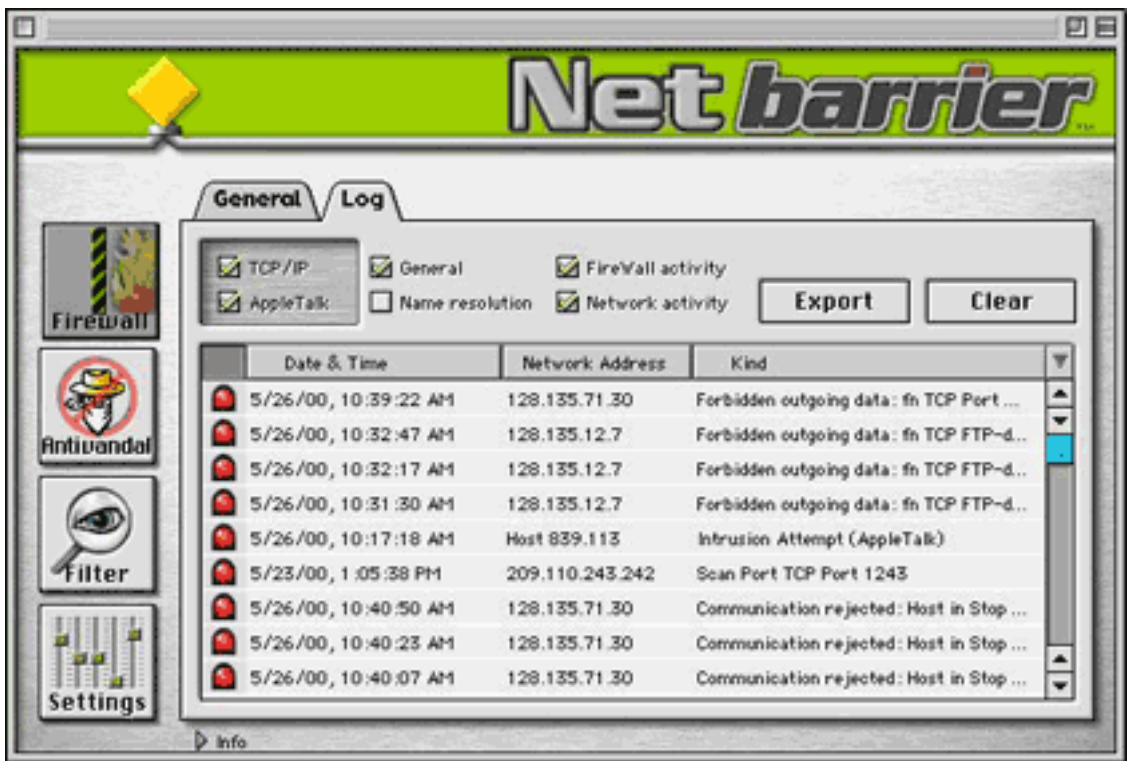 Net barrier
General Log
TCP/IP General FireWall activity
AppleTalk Name resolution Network activity Export Clear
Firewall
Antivandal
Filter
Settings
Date & Time Network Address Kind
5/26/00, 10:39:22 AM 128.135.71.30 Forbidden outgoing data: fn TCP Port ...
5/26/00, 10:32:47 AM 128.135.12.7 Forbidden outgoing data: fn TCP FTP-d...
5/26/00, 10:32:17 AM 128.135.12.7 Forbidden outgoing data: fn TCP FTP-d...
5/26/00, 10:31:30 AM 128.135.12.7 Forbidden outgoing data: fn TCP FTP-d...
5/26/00, 10:17:18 AM Host 839.113 Intrusion Attempt (AppleTalk)
5/23/00, 1:05:38 PM 209.110.243.242 Scan Port TCP Port 1243
5/26/00, 10:40:50 AM 128.135.71.30 Communication rejected: Host in Stop ...
5/26/00, 10:40:23 AM 128.135.71.30 Communication rejected: Host in Stop ...
5/26/00, 10:40:07 AM 128.135.71.30 Communication rejected: Host in Stop ...
Info